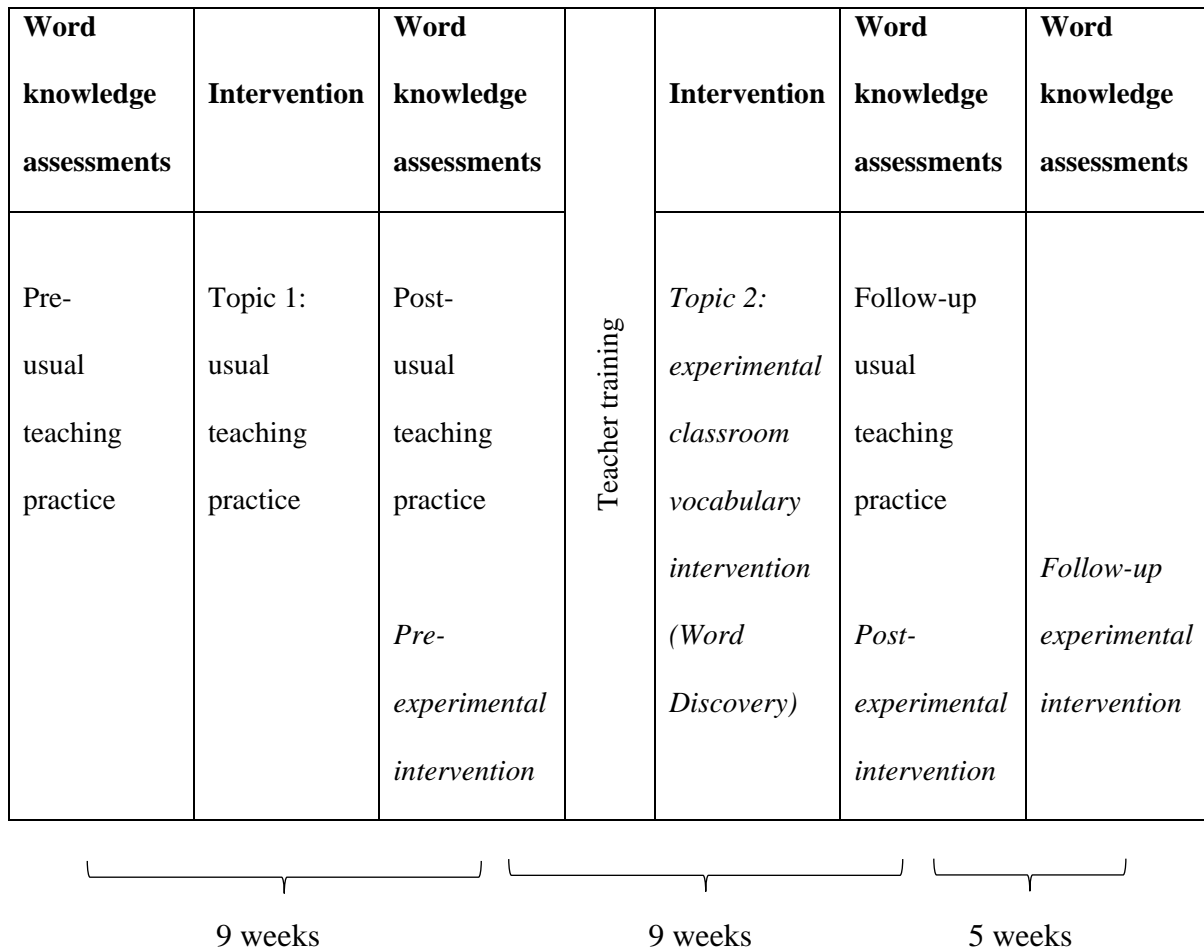 Word
knowledge
assessments
Intervention
Word
knowledge
assessments
Teacher training
Intervention
Word
knowledge
assessments
Word
knowledge
assessments
Pre-
usual
teaching
practice
Topic 1:
usual
teaching
practice
Post-
usual
teaching
practice
Pre-
experimental
intervention
Topic 2:
experimental
classroom
vocabulary
intervention
(Word
Discovery)
Follow-up
usual
teaching
practice
Post-
experimental
intervention
Follow-up
experimental
intervention
9 weeks
9 weeks
5 weeks